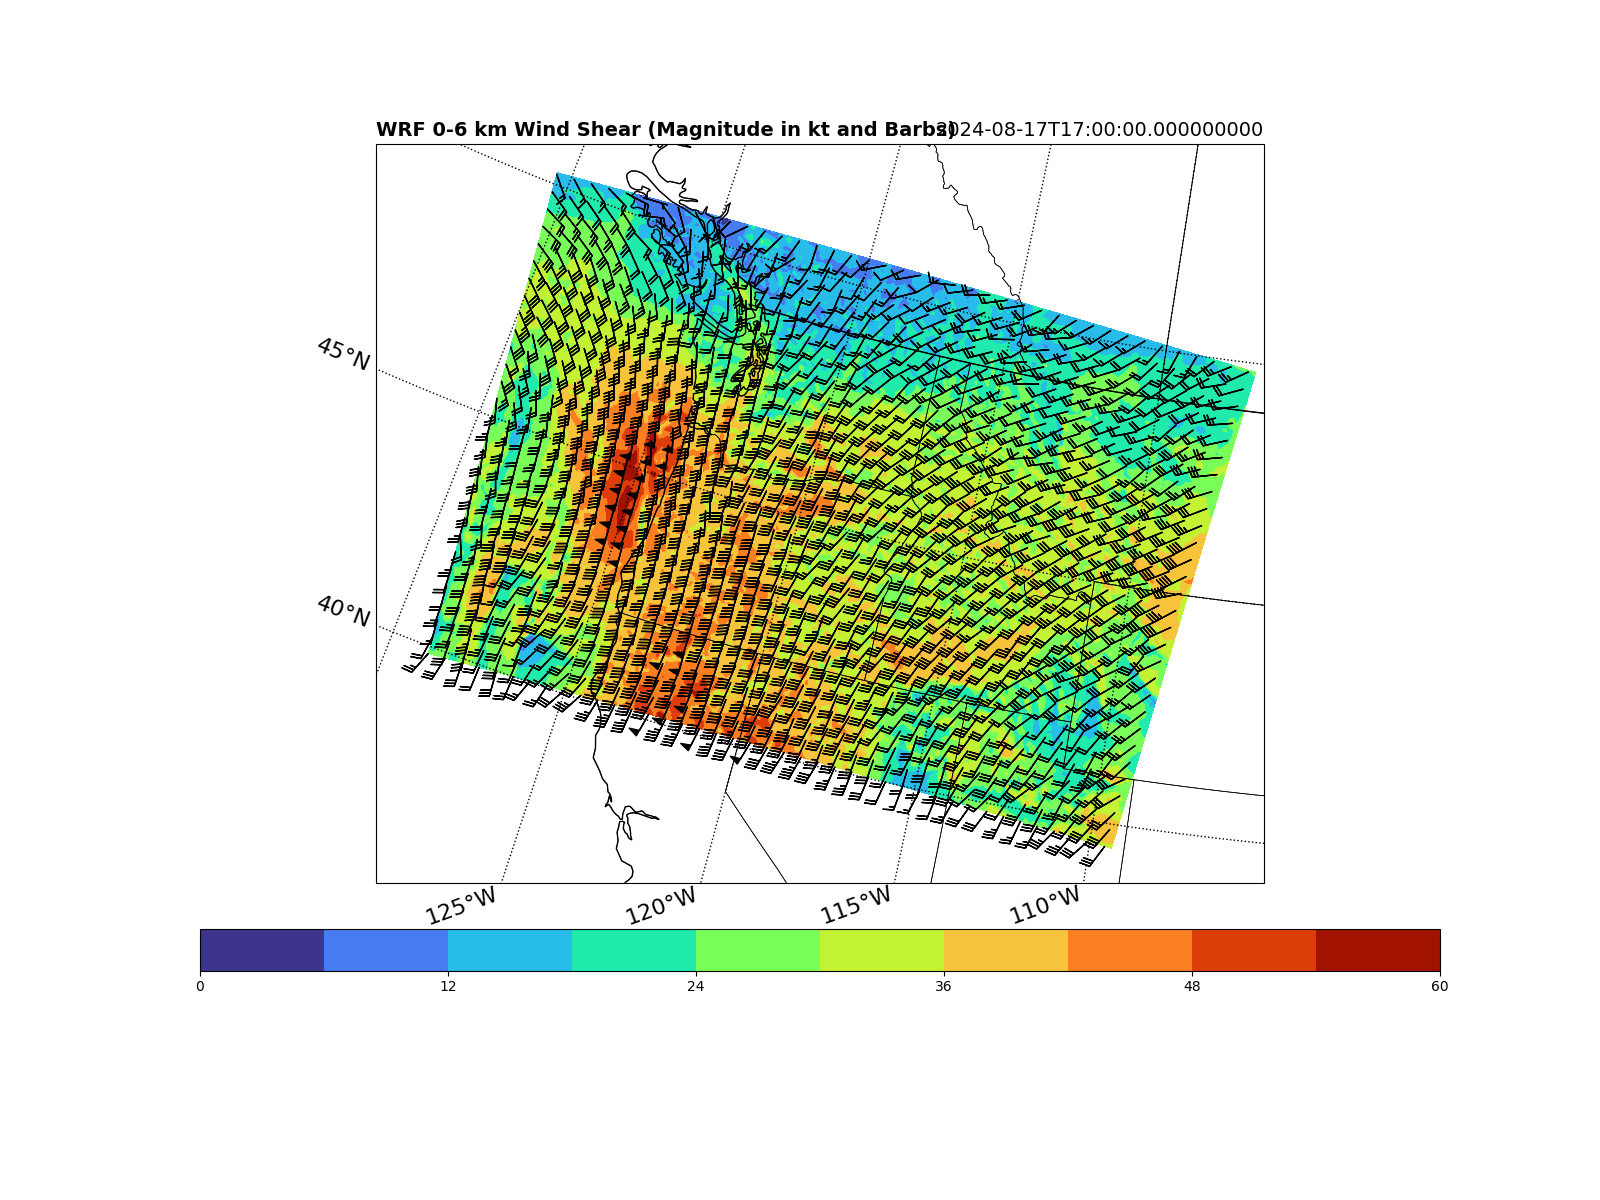 WRF 0-6 km Wind Shear (Magnitude in kt and Barbs) 2024-08-17T17:00:00.000000000
45°N
40°N
125°W 120°W 115°W 110°W
0 12 24 36 48 60